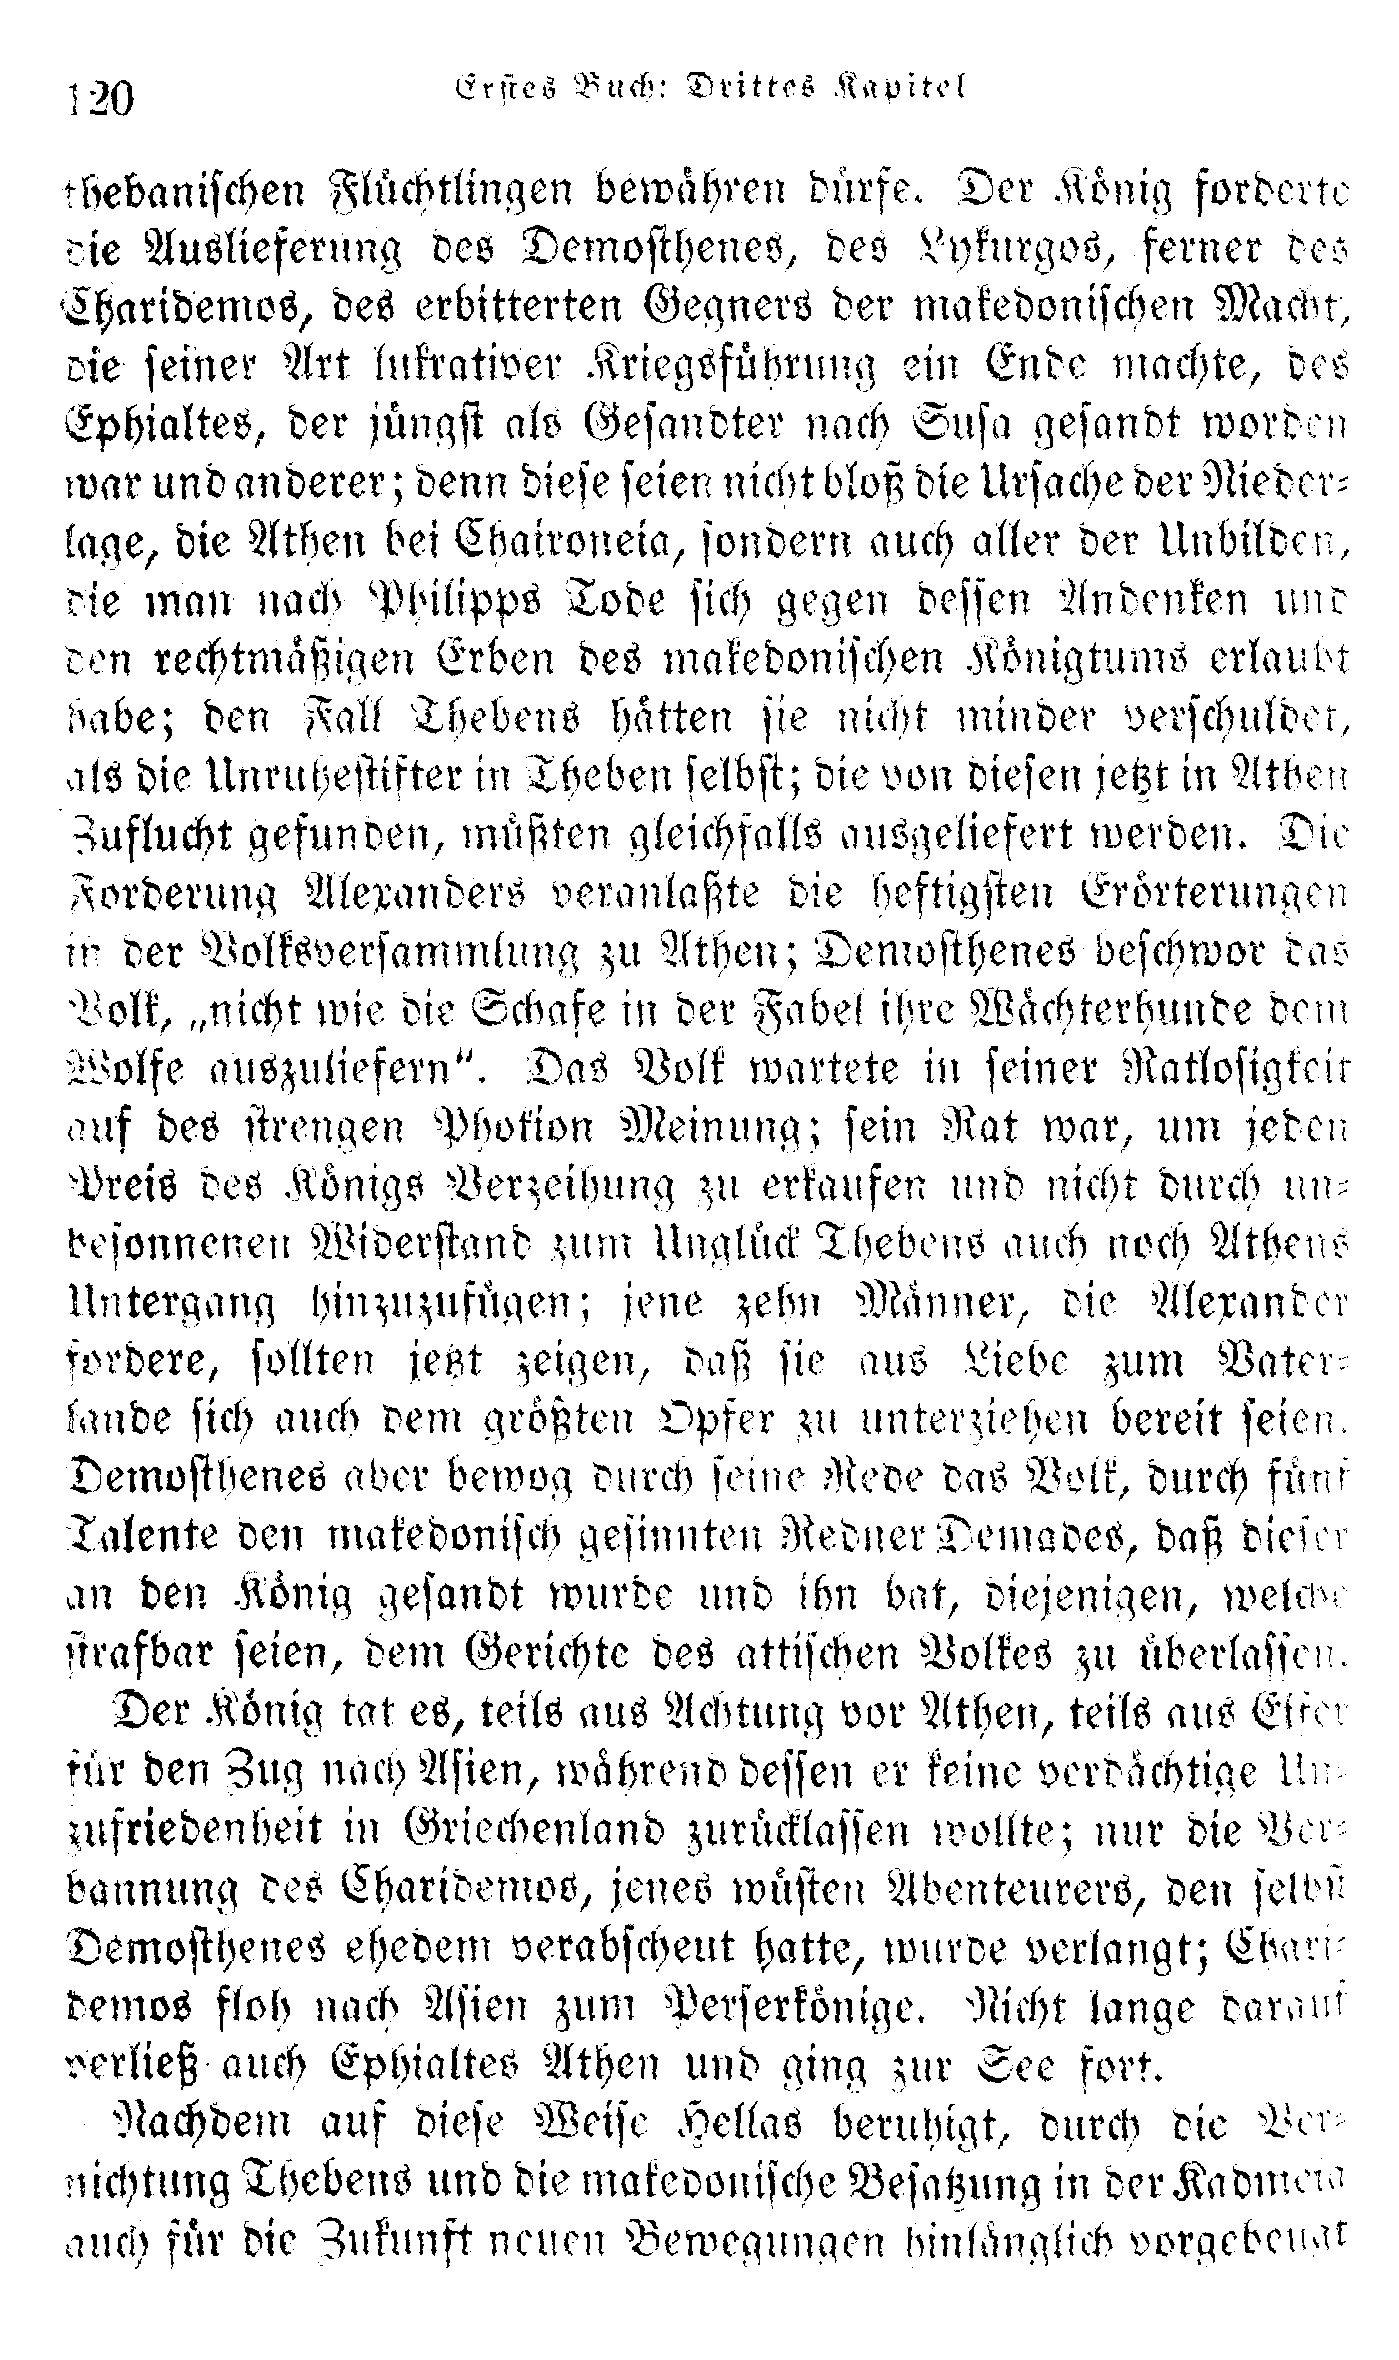 120
Erstes Buch: Drittes Kapitel
thebanischen Flüchtlingen bewähren dürfe. Der König forderte
die Auslieferung des Demosthenes, des Lykurgos, ferner des
Charidemos, des erbitterten Gegners der makedonischen Macht,
die seiner Art lukrativer Kriegsführung ein Ende machte, des
Ephialtes, der jüngst als Gesandter nach Susa gesandt worden
war und anderer; denn diese seien nicht bloß die Ursache der Nieder-
lage, die Athen bei Chaironeia, sondern auch aller der Unbilden,
die man nach Philipps Tode sich gegen dessen Andenken und
den rechtmäßigen Erben des makedonischen Königtums erlaubt
habe; den Fall Thebens hätten sie nicht minder verschuldet,
als die Unruhestifter in Theben selbst; die von diesen jetzt in Athen
Zuflucht gefunden, müßten gleichfalls ausgeliefert werden. Die
Forderung Alexanders veranlaßte die heftigsten Erörterungen
in der Volksversammlung zu Athen; Demosthenes beschwor das
Volk, „nicht wie die Schafe in der Fabel ihre Wächterhunde dem
Wolfe auszuliefern“. Das Volk wartete in seiner Ratlosigkeit
auf des strengen Phokion Meinung; sein Rat war, um jeden
Preis des Königs Verzeihung zu erkaufen und nicht durch un-
besonnenen Widerstand zum Unglück Thebens auch noch Athens
Untergang hinzuzufügen; jene zehn Männer, die Alexander
fordere, sollten jetzt zeigen, daß sie aus Liebe zum Vater-
lande sich auch dem größten Opfer zu unterziehen bereit seien.
Demosthenes aber bewog durch seine Rede das Volk, durch fünf
Talente den makedonisch gesinnten Redner Demades, daß dieser
an den König gesandt wurde und ihn bat, diejenigen, welche
strafbar seien, dem Gerichte des attischen Volkes zu überlassen.
Der König tat es, teils aus Achtung vor Athen, teils aus Eifer
für den Zug nach Asien, während dessen er keine verdächtige Un-
zufriedenheit in Griechenland zurücklassen wollte; nur die Ver-
bannung des Charidemos, jenes wüsten Abenteurers, den selbst
Demosthenes ehedem verabscheut hatte, wurde verlangt; Chari-
demos floh nach Asien zum Perserkönige. Nicht lange darauf
verließ auch Ephialtes Athen und ging zur See fort.
Nachdem auf diese Weise Hellas beruhigt, durch die Ver-
nichtung Thebens und die makedonische Besatzung in der Kadmeia
auch für die Zukunft neuen Bewegungen hinlänglich vorgebeugt